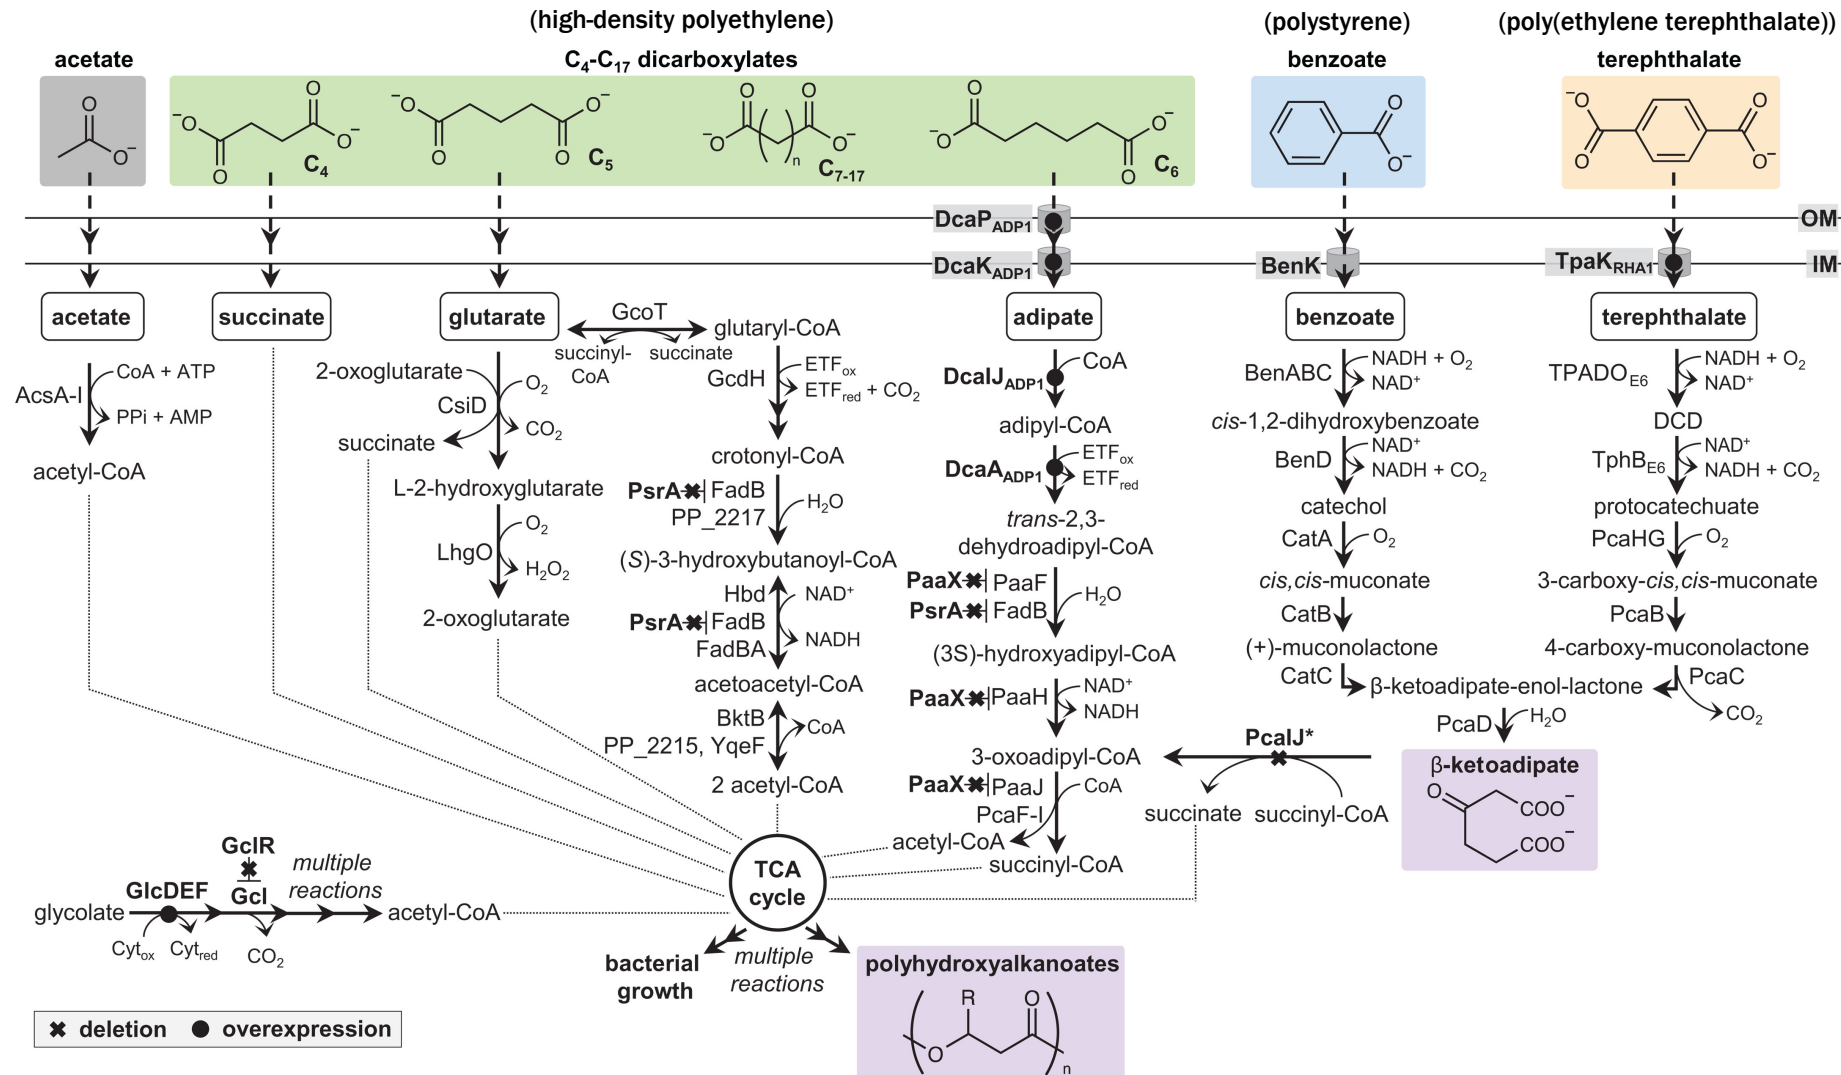 (high-density polyethylene)
(polystyrene)
(poly(ethylene terephthalate))
acetate
C4-C17 dicarboxylates
benzoate
terephthalate
O
O−
−O
O
O
O−
C4
−O
O
O
O−
C5
O
−O
n
O
O−
C7-17
O
−O
O−
O
C6
O
O−
−O
O
O
O−
DcaPADP1
OM
DcaKADP1
BenK
TpaKRHA1
IM
acetate
succinate
glutarate
GcoT
succinyl-
CoA
succinate
glutaryl-CoA
adipate
benzoate
terephthalate
AcsA-I
CoA + ATP
PPi + AMP
acetyl-CoA
2-oxoglutarate
O2
CsiD
CO2
succinate
L-2-hydroxyglutarate
O2
LhgO
H2O2
2-oxoglutarate
GcdH
ETFox
ETFred + CO2
crotonyl-CoA
PsrA
FadB
PP_2217
H2O
(S)-3-hydroxybutanoyl-CoA
Hbd
NAD+
PsrA
FadB
FadBA
NADH
acetoacetyl-CoA
BktB
CoA
PP_2215, YqeF
2 acetyl-CoA
DcaIJADP1
CoA
adipyl-CoA
DcaAADP1
ETFox
ETFred
trans-2,3-
dehydroadipyl-CoA
PaaX
PaaF
PsrA
FadB
H2O
(3S)-hydroxyadipyl-CoA
PaaX
PaaH
NAD+
NADH
3-oxoadipyl-CoA
PaaX
PaaJ
CoA
PcaF-I
acetyl-CoA
succinyl-CoA
BenABC
NADH + O2
NAD+
cis-1,2-dihydroxybenzoate
BenD
NAD+
NADH + CO2
catechol
CatA
O2
cis,cis-muconate
CatB
(+)-muconolactone
CatC
β-ketoadipate-enol-lactone
TPADOE6
NADH + O2
NAD+
DCD
TphBE6
NAD+
NADH + CO2
protocatechuate
PcaHG
O2
3-carboxy-cis,cis-muconate
PcaB
4-carboxy-muconolactone
PcaC
CO2
PcaD
H2O
PcaIJ*
succinate
succinyl-CoA
β-ketoadipate
O
COO−
COO−
GclR
GlcDEF
Gcl
multiple
reactions
glycolate
acetyl-CoA
Cytox
Cytred
CO2
TCA
cycle
bacterial
growth
multiple
reactions
polyhydroxyalkanoates
R
O
O
n
deletion
overexpression